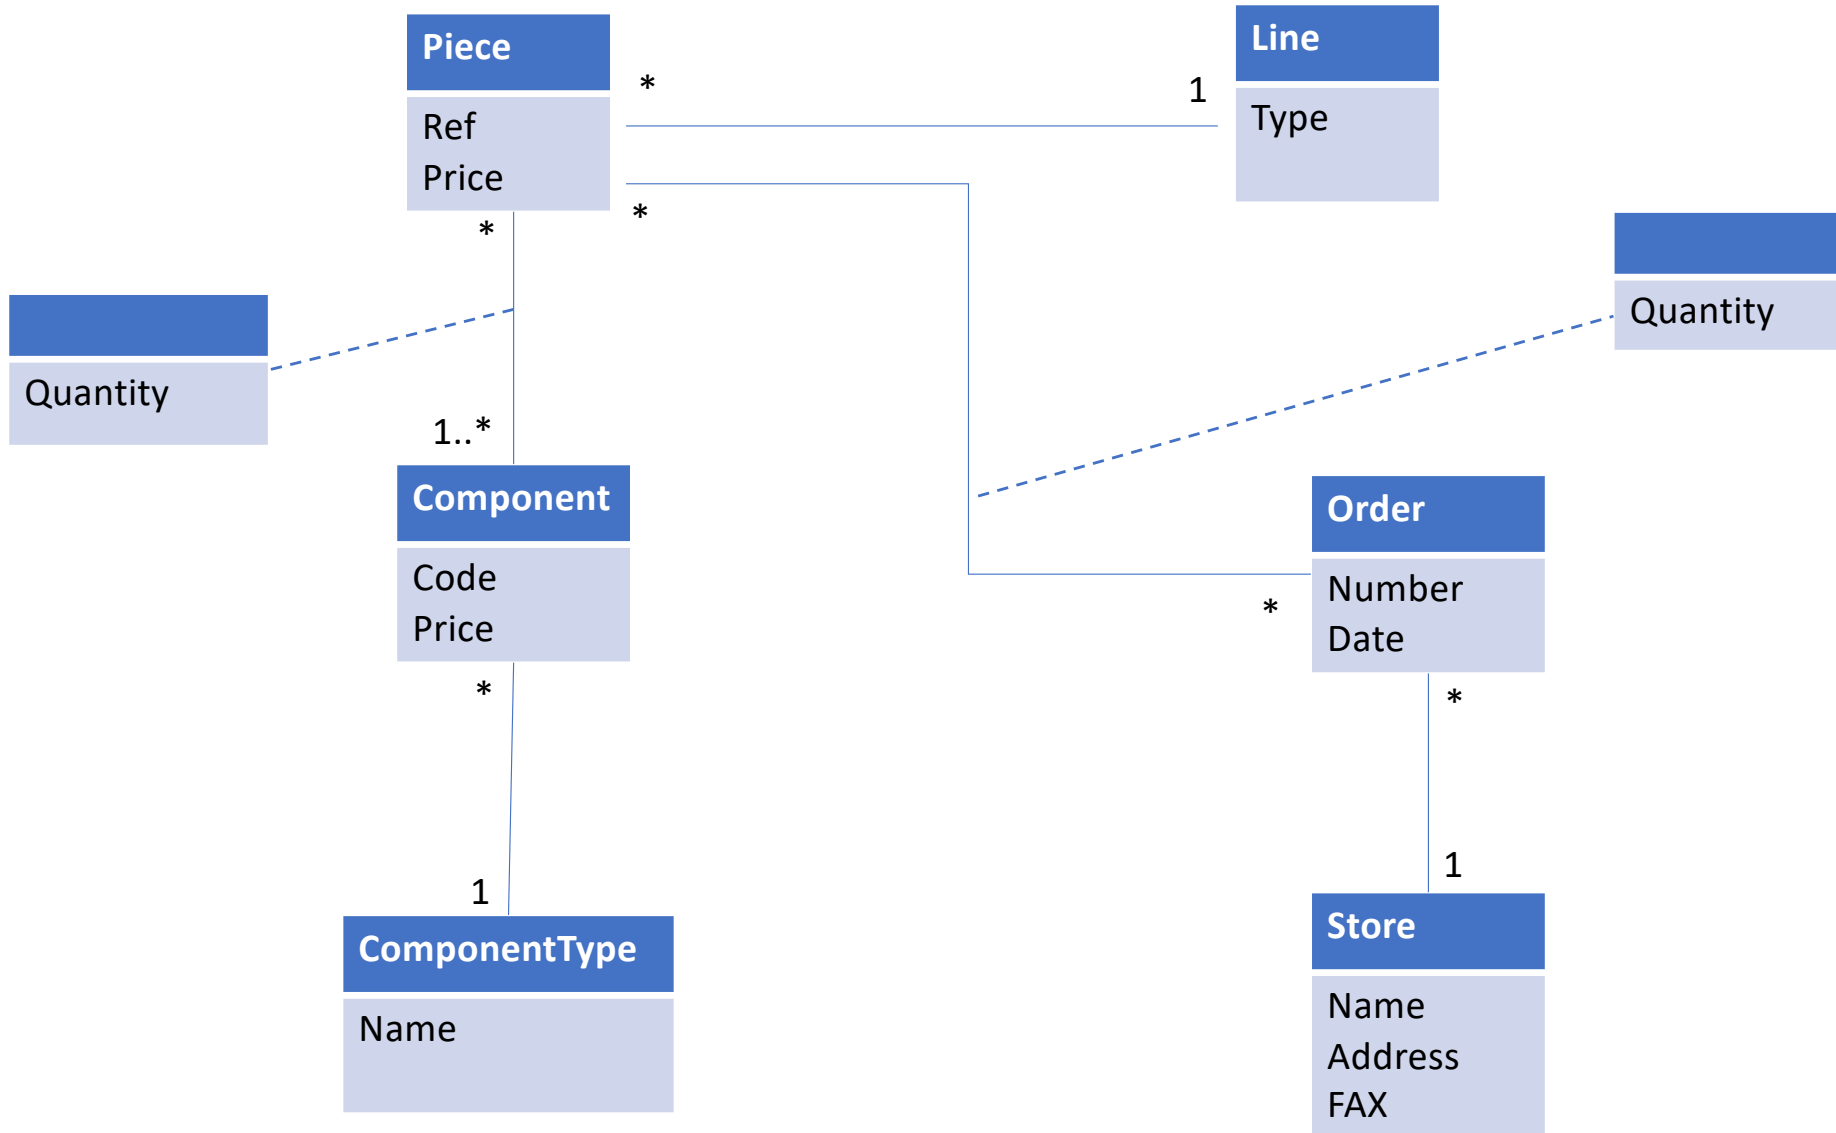 Piece
Ref
Price
*
1
*
*
Line
Type
Quantity
Quantity
1..*
Component
Code
Price
*
1
ComponentType
Name
Order
Number
Date
*
*
1
Store
Name
Address
FAX